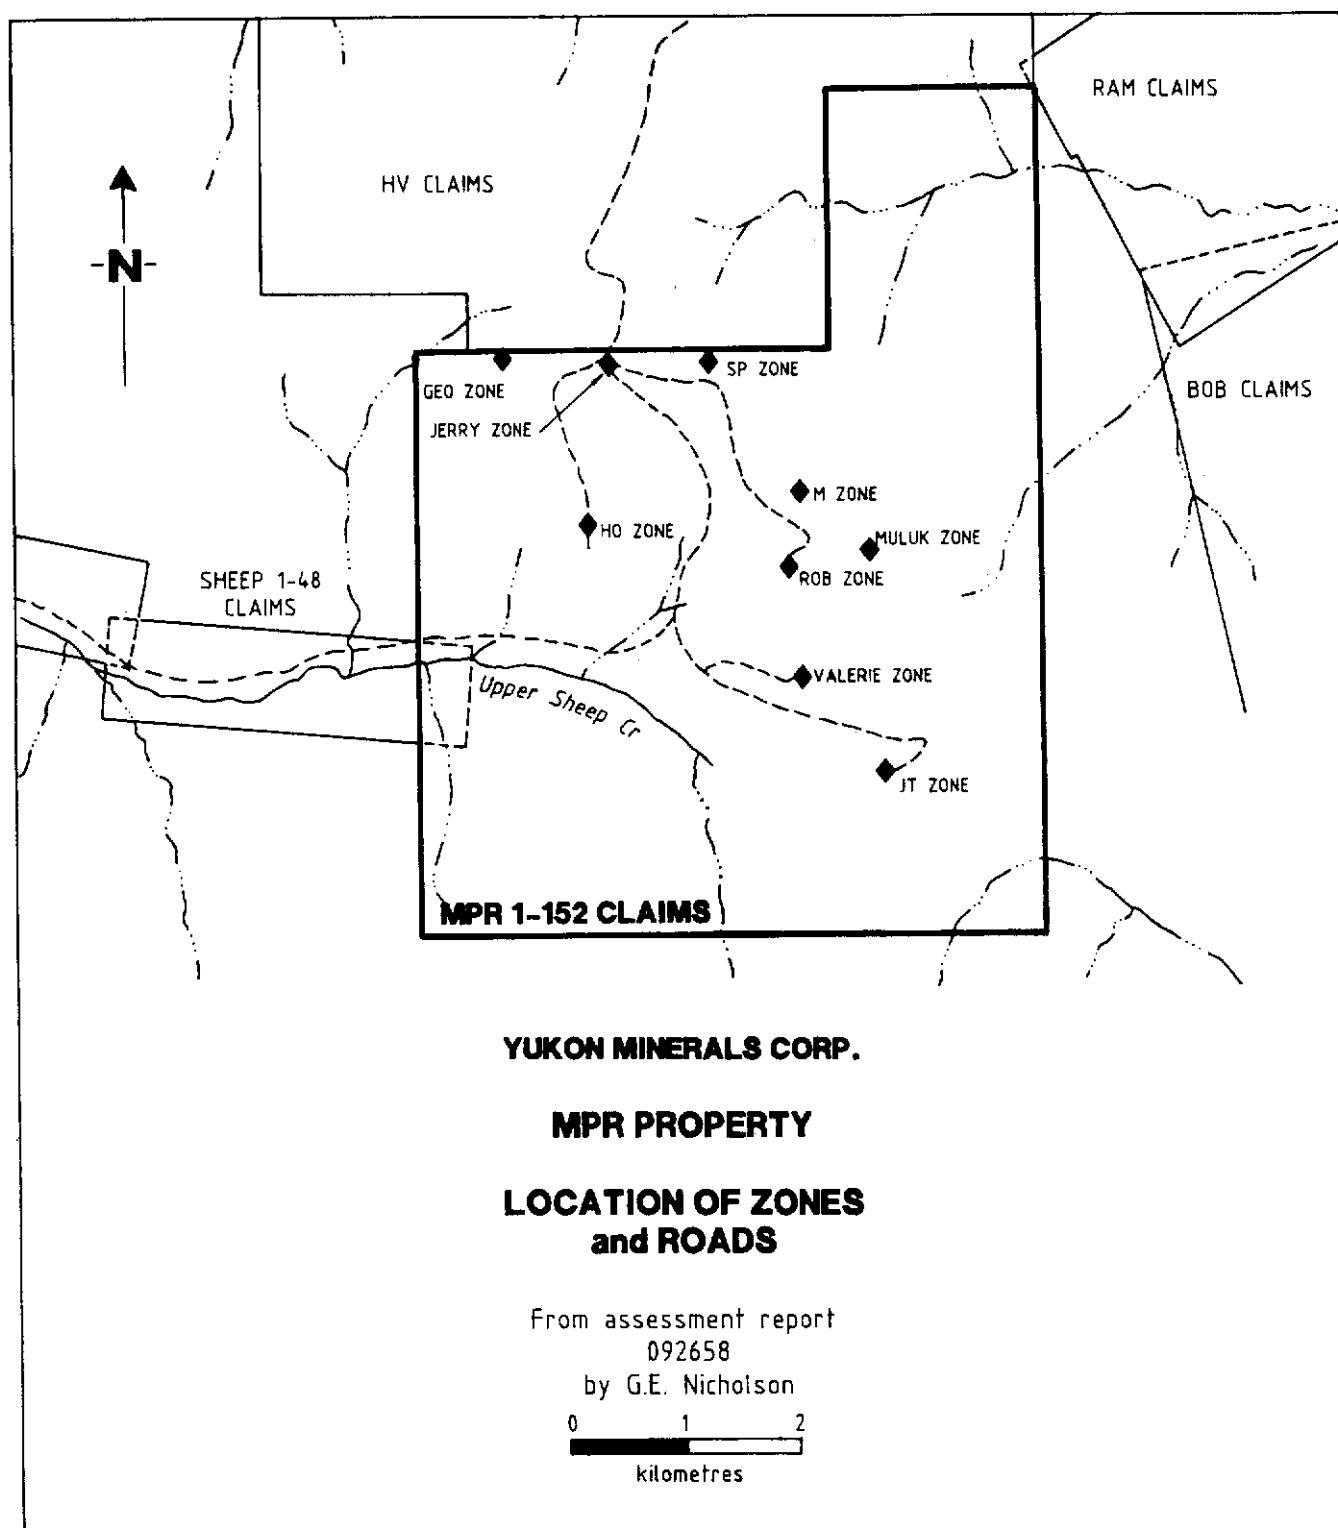 RAM CLAIMS
HV CLAIMS
-N-
BOB CLAIMS
GEO ZONE
SP ZONE
JERRY ZONE
M ZONE
HO ZONE
MULUK ZONE
ROB ZONE
SHEEP 1-48
CLAIMS
VALERIE ZONE
Upper Sheep Cr
JT ZONE
MPR 1-152 CLAIMS
YUKON MINERALS CORP.
MPR PROPERTY
LOCATION OF ZONES
and ROADS
From assessment report
092658
by G.E. Nicholson
0 1 2
kilometres